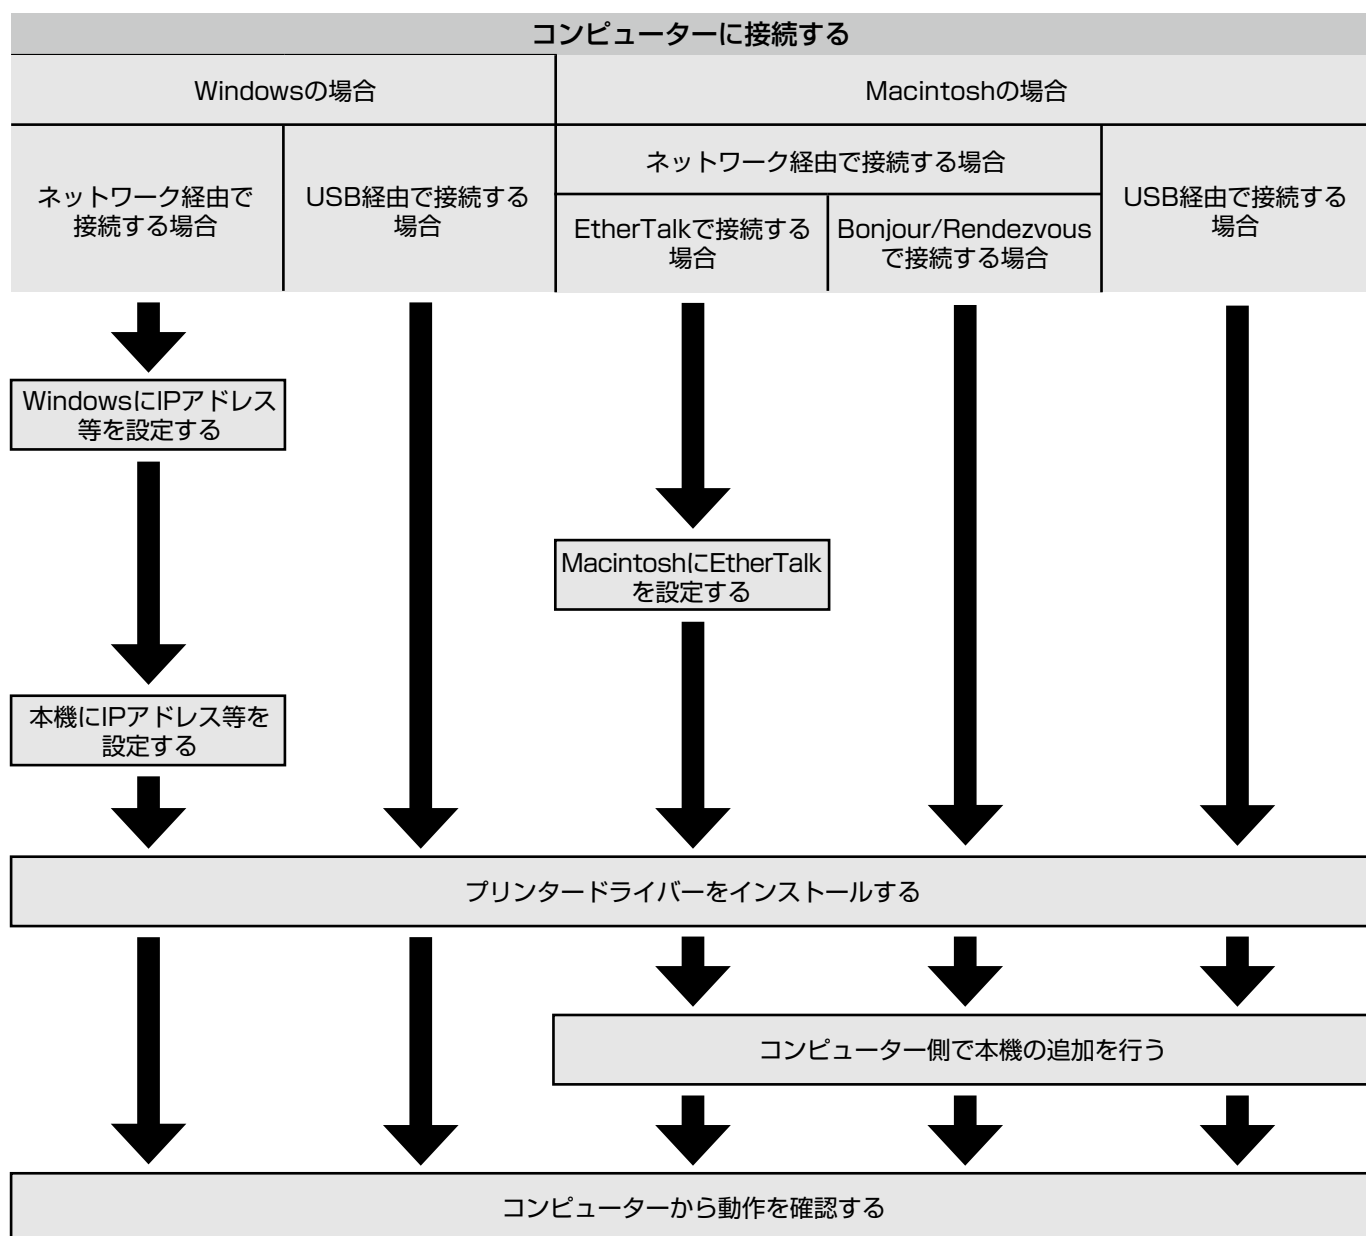 コンピューターに接続する
Windowsの場合
Macintoshの場合
ネットワーク経由で
接続する場合
USB経由で接続する
場合
ネットワーク経由で接続する場合
EtherTalkで接続する
場合
Bonjour/Rendezvous
で接続する場合
USB経由で接続する
場合
WindowsにIPアドレス
等を設定する
MacintoshにEtherTalk
を設定する
本機にIPアドレス等を
設定する
プリンタードライバーをインストールする
コンピューター側で本機の追加を行う
コンピューターから動作を確認する